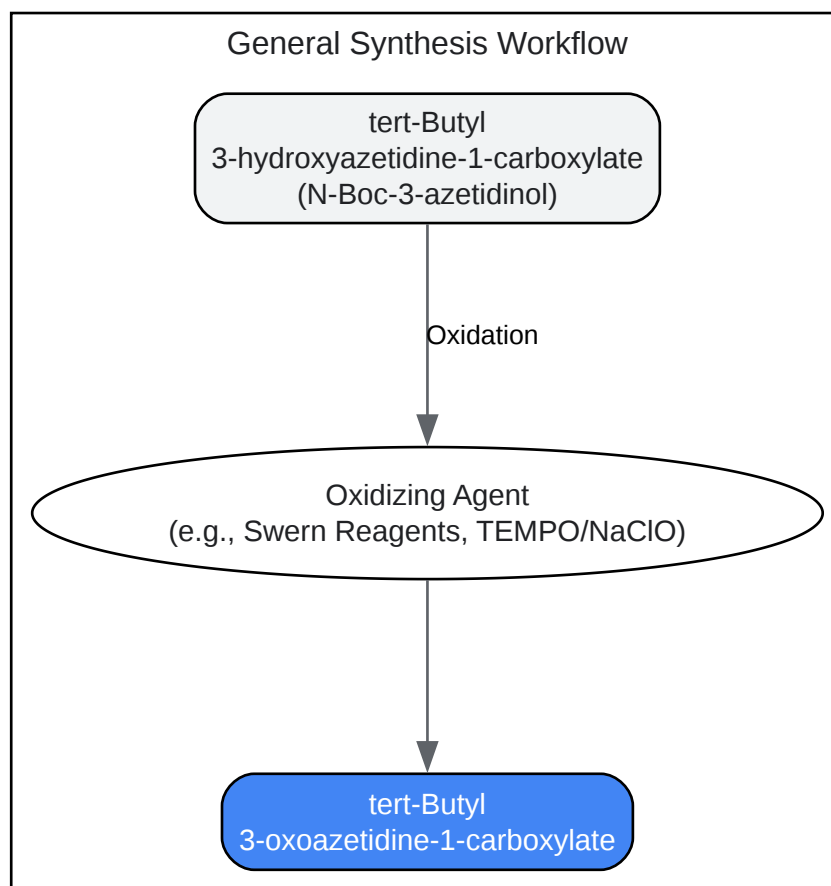 General Synthesis Workflow
tert-Butyl
3-hydroxyazetidine-1-carboxylate
(N-Boc-3-azetidinol)
Oxidation
Oxidizing Agent
(e.g., Swern Reagents, TEMPO/NaClO)
tert-Butyl
3-oxoazetidine-1-carboxylate